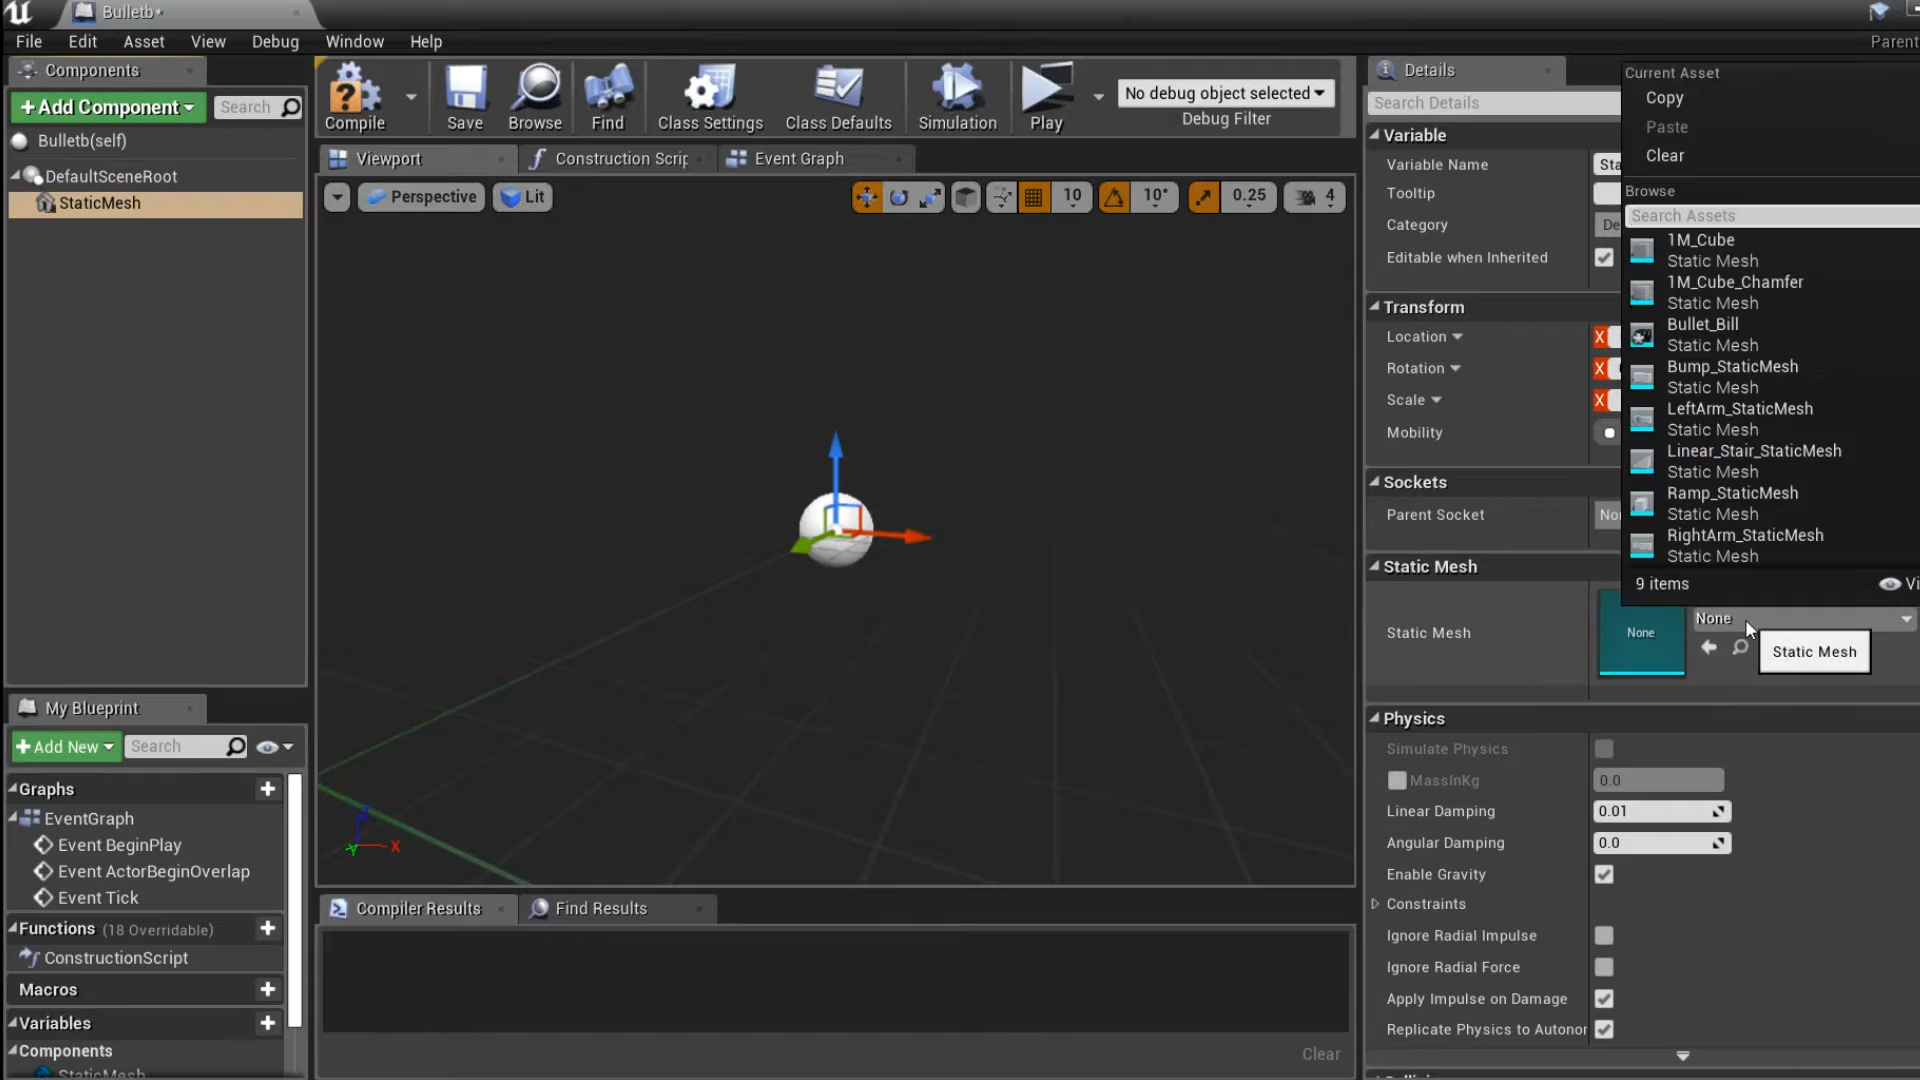 Bulletb*
File Edit Asset View Debug Window Help
Parent
Components
+Add Component
Search
Bulletb(self)
DefaultSceneRoot
StaticMesh
Compile
Save
Browse
Find
Class Settings
Class Defaults
Simulation
Play
No debug object selected
Debug Filter
Viewport
Construction Scrip
Event Graph
Perspective
Lit
10
10°
0.25
4
X
Z
Y
My Blueprint
+Add New
Search
Graphs
EventGraph
Event BeginPlay
Event ActorBeginOverlap
Event Tick
Functions (18 Overridable)
ConstructionScript
Macros
Variables
Components
StaticMesh
Compiler Results
Find Results
Clear
Details
Search Details
Variable
Variable Name
Sta
Tooltip
Category
De
Editable when Inherited
Transform
Location
X
Rotation
X
Scale
X
Mobility
Sockets
Parent Socket
Non
Static Mesh
Static Mesh
None
None
Static Mesh
Physics
Simulate Physics
MassInKg
0.0
Linear Damping
0.01
Angular Damping
0.0
Enable Gravity
Constraints
Ignore Radial Impulse
Ignore Radial Force
Apply Impulse on Damage
Replicate Physics to Autonor
Current Asset
Copy
Paste
Clear
Browse
Search Assets
1M_Cube
Static Mesh
1M_Cube_Chamfer
Static Mesh
Bullet_Bill
Static Mesh
Bump_StaticMesh
Static Mesh
LeftArm_StaticMesh
Static Mesh
Linear_Stair_StaticMesh
Static Mesh
Ramp_StaticMesh
Static Mesh
RightArm_StaticMesh
Static Mesh
9 items
Vi